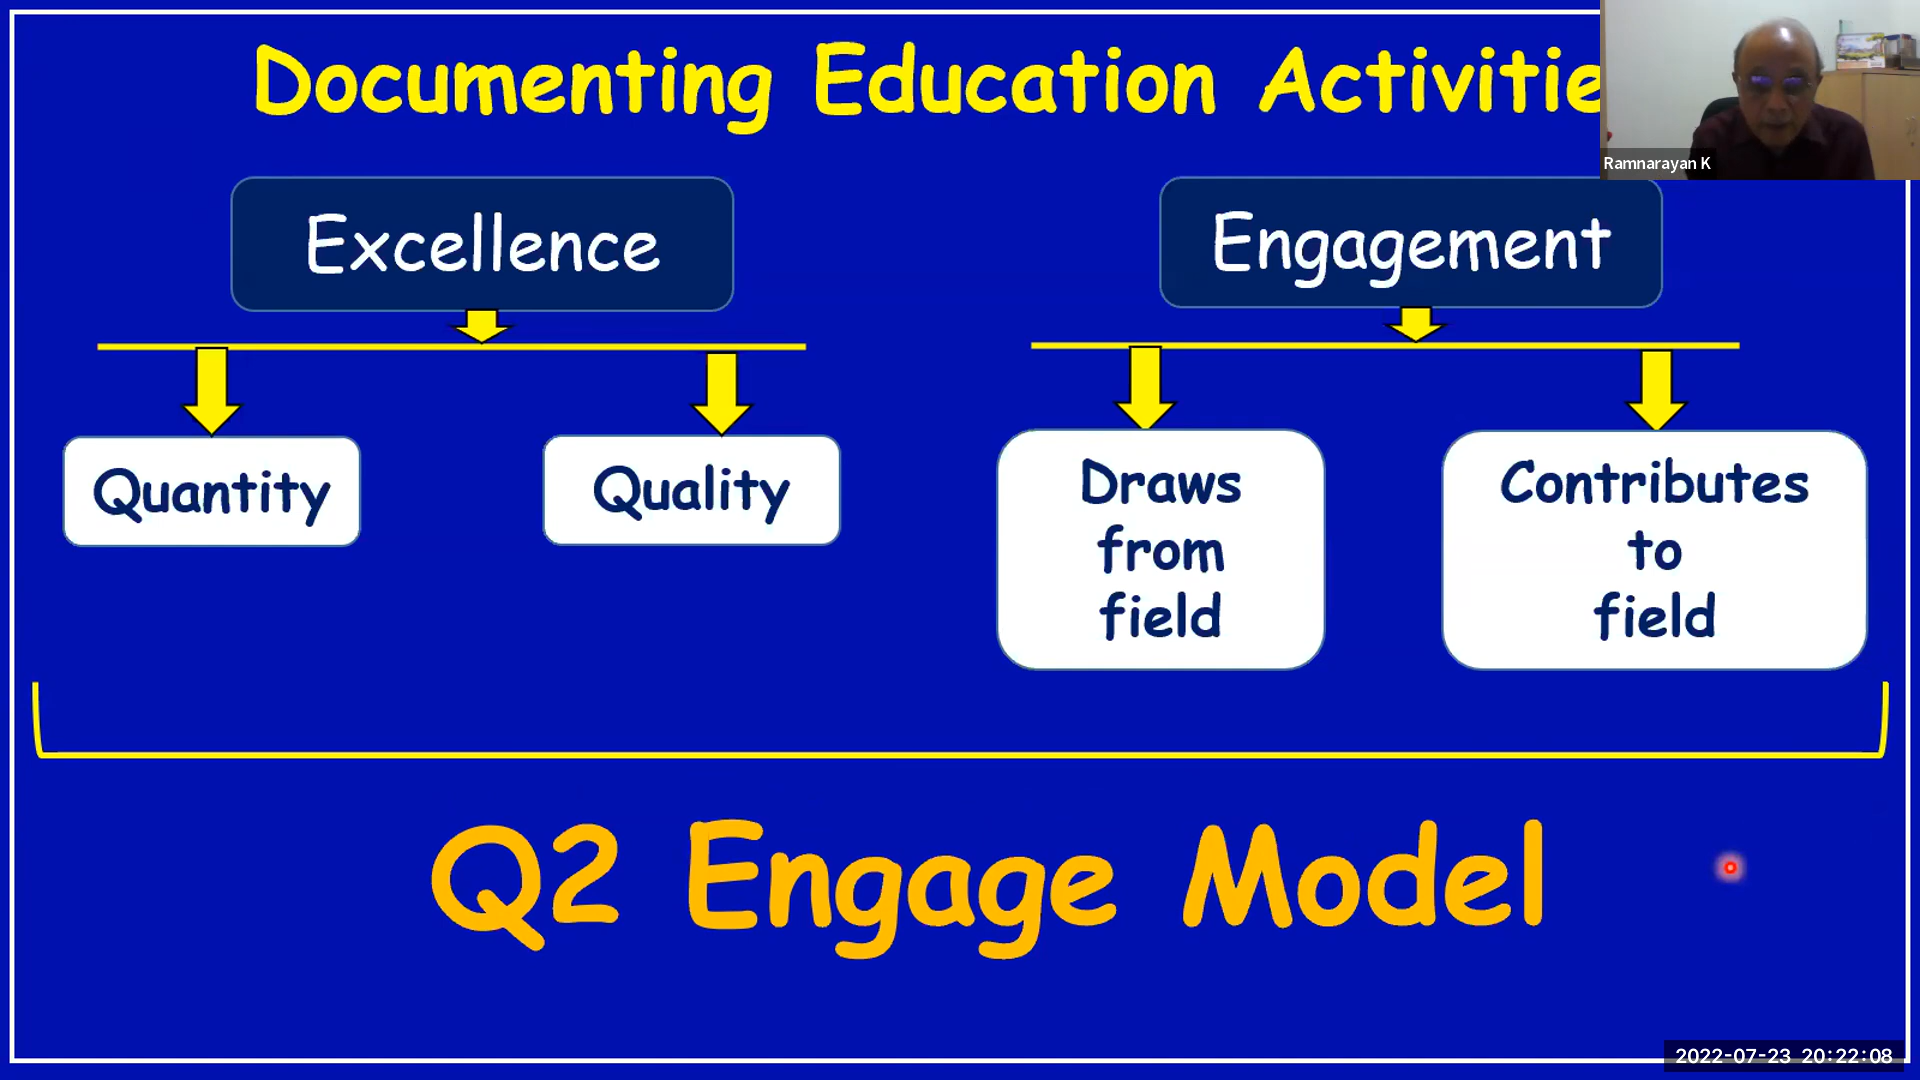 Documenting Education Activitie
Ramnarayan K
Excellence
Engagement
Quantity
Quality
Draws
from
field
Contributes
to
field
Q2 Engage Model
2022-07-23 20:22:08